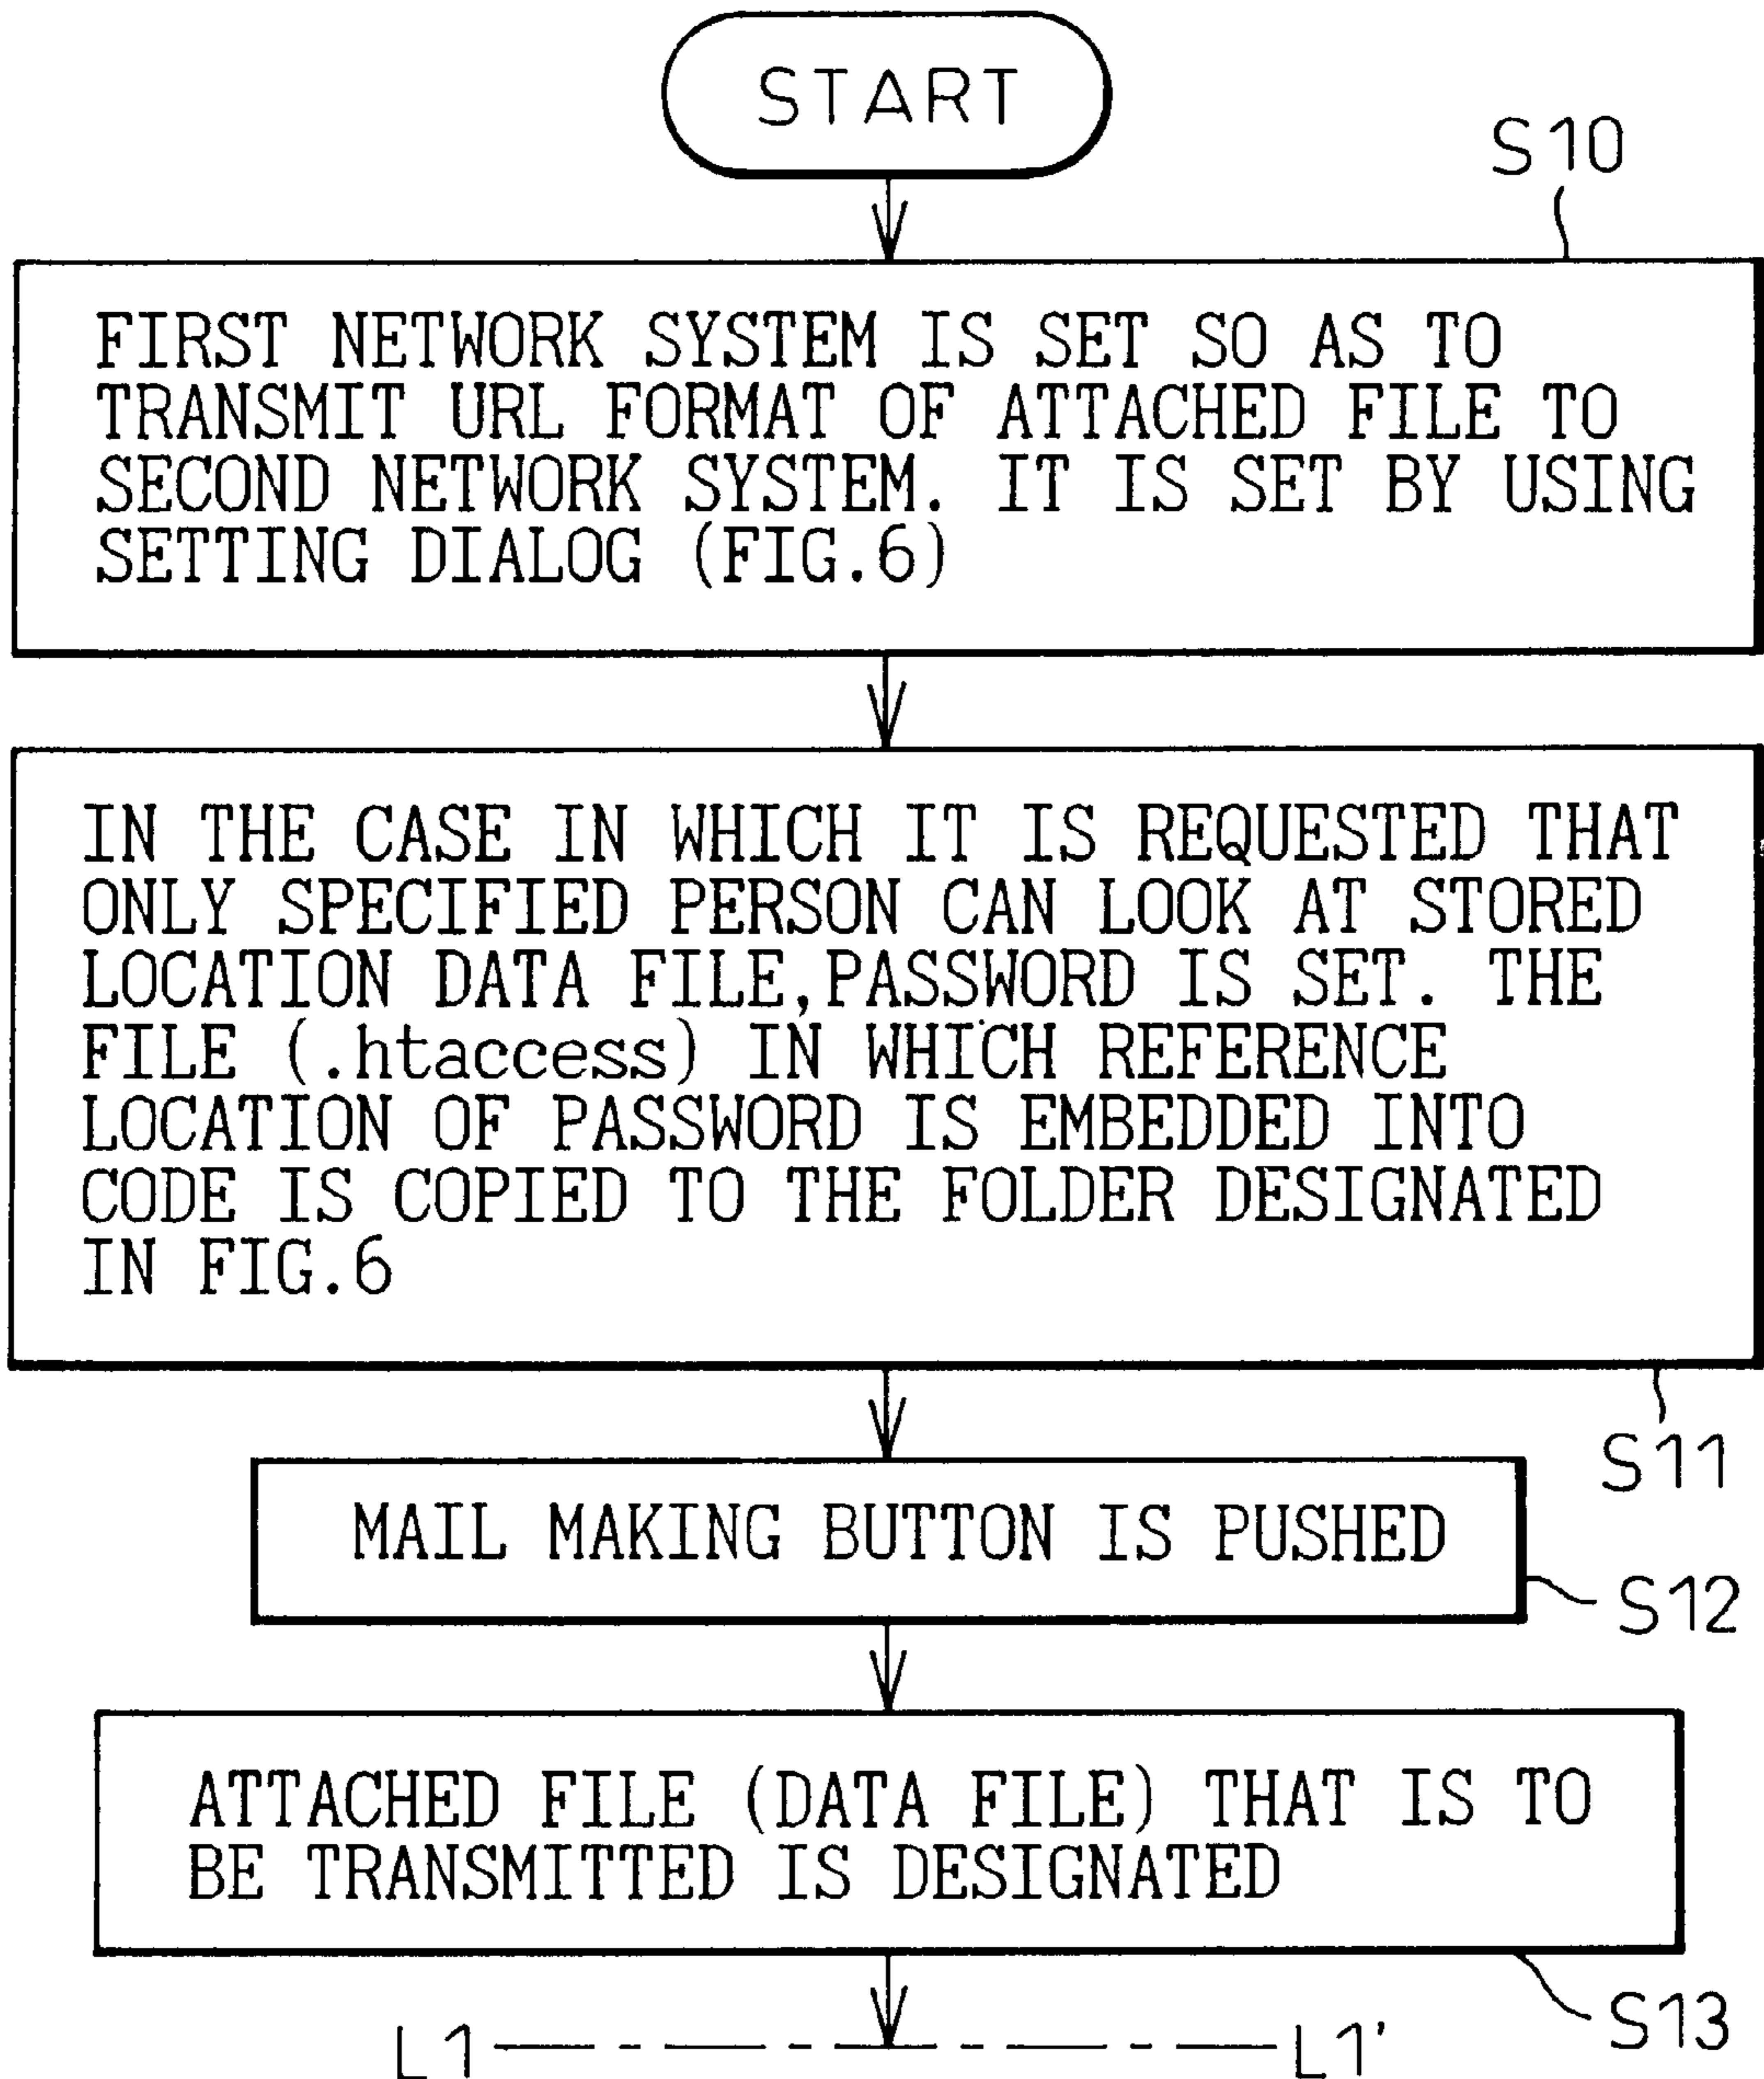 START
S10
FIRST NETWORK SYSTEM IS SET SO AS TO
TRANSMIT URL FORMAT OF ATTACHED FILE TO
SECOND NETWORK SYSTEM. IT IS SET BY USING
SETTING DIALOG (FIG.6)
IN THE CASE IN WHICH IT IS REQUESTED THAT
ONLY SPECIFIED PERSON CAN LOOK AT STORED
LOCATION DATA FILE,PASSWORD IS SET. THE
FILE (.htaccess) IN WHICH REFERENCE
LOCATION OF PASSWORD IS EMBEDDED INTO
CODE IS COPIED TO THE FOLDER DESIGNATED
IN FIG.6
S11
MAIL MAKING BUTTON IS PUSHED
S12
ATTACHED FILE (DATA FILE) THAT IS TO
BE TRANSMITTED IS DESIGNATED
S13
L1 L1'